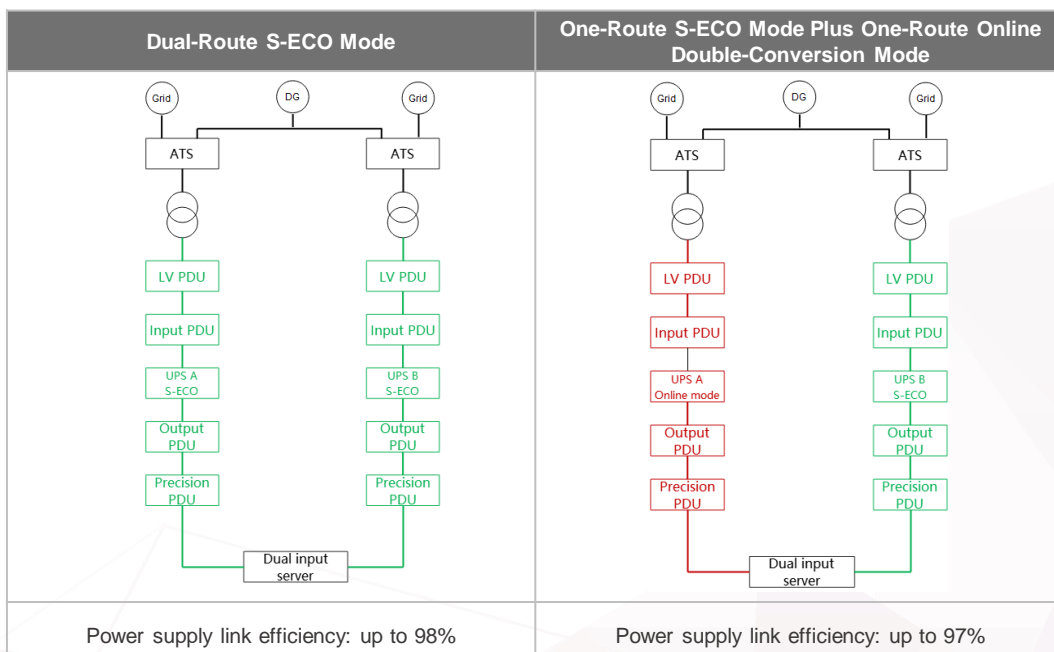 Dual-Route S-ECO Mode
One-Route S-ECO Mode Plus One-Route Online
Double-Conversion Mode
Grid
DG
Grid
ATS
ATS
LV PDU
LV PDU
Input PDU
Input PDU
UPS A
S-ECO
UPS B
S-ECO
Output
PDU
Output
PDU
Precision
PDU
Precision
PDU
Dual input
server
Grid
DG
Grid
ATS
ATS
LV PDU
LV PDU
Input PDU
Input PDU
UPS A
Online mode
UPS B
S-ECO
Output
PDU
Output
PDU
Precision
PDU
Precision
PDU
Dual input
server
Power supply link efficiency: up to 98%
Power supply link efficiency: up to 97%